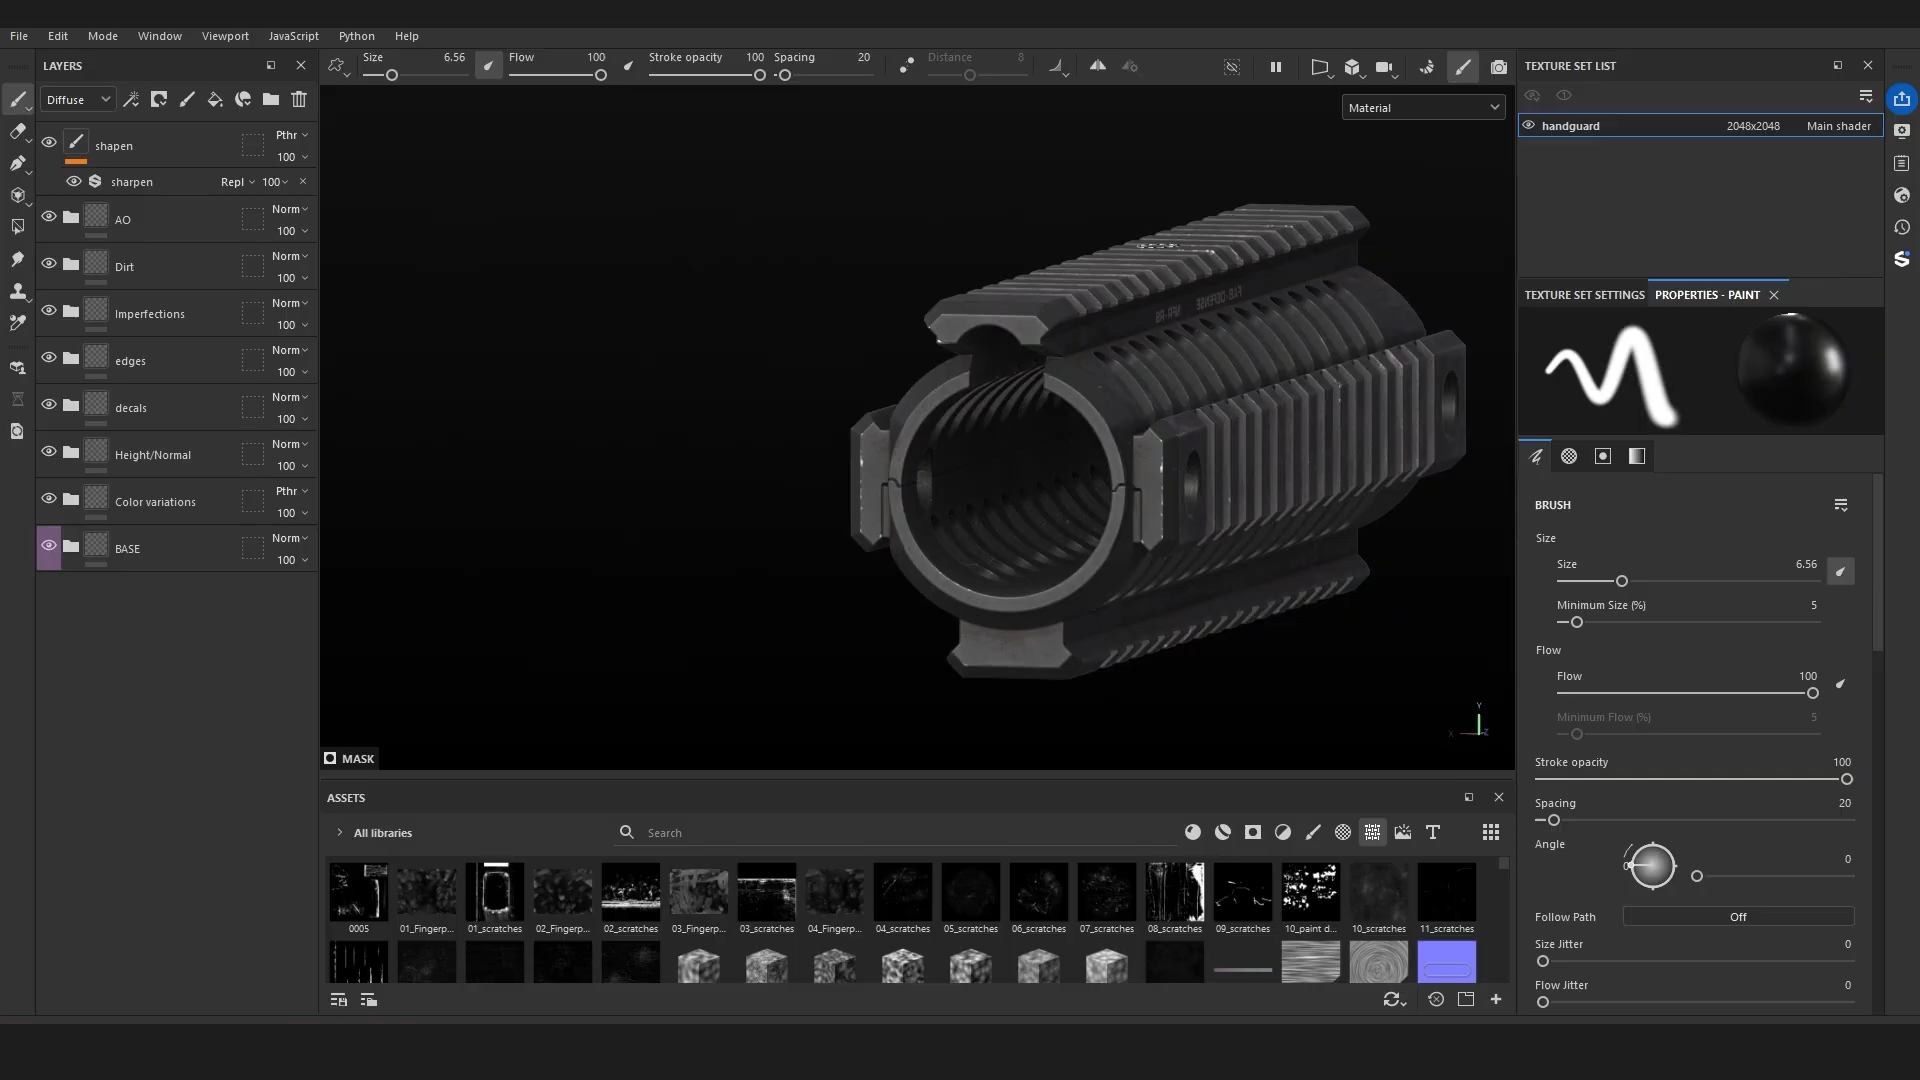 File Edit Mode Window Viewport JavaScript Python Help
LAYERS
Size 6.56 Flow 100 Stroke opacity 100 Spacing 20 Distance 8
TEXTURE SET LIST
Diffuse
Material
handguard 2048x2048 Main shader
shapen Pthr 100
sharpen Repl 100
AO Norm 100
Dirt Norm 100
Imperfections Norm 100
edges Norm 100
decals Norm 100
Height/Normal Norm 100
Color variations Pthr 100
BASE Norm 100
FAB-DEFENSE
TEXTURE SET SETTINGS PROPERTIES - PAINT
BRUSH
Size
Size 6.56
Minimum Size (%) 5
Flow
Flow 100
Minimum Flow (%) 5
Stroke opacity 100
Spacing 20
Angle 0
Follow Path Off
Size Jitter 0
Flow Jitter 0
Y
X Z
MASK
ASSETS
All libraries
Search
0005 01_Fingerp... 01_scratches 02_Fingerp... 02_scratches 03_Fingerp... 03_scratches 04_Fingerp... 04_scratches 05_scratches 06_scratches 07_scratches 08_scratches 09_scratches 10_paint d... 10_scratches 11_scratches